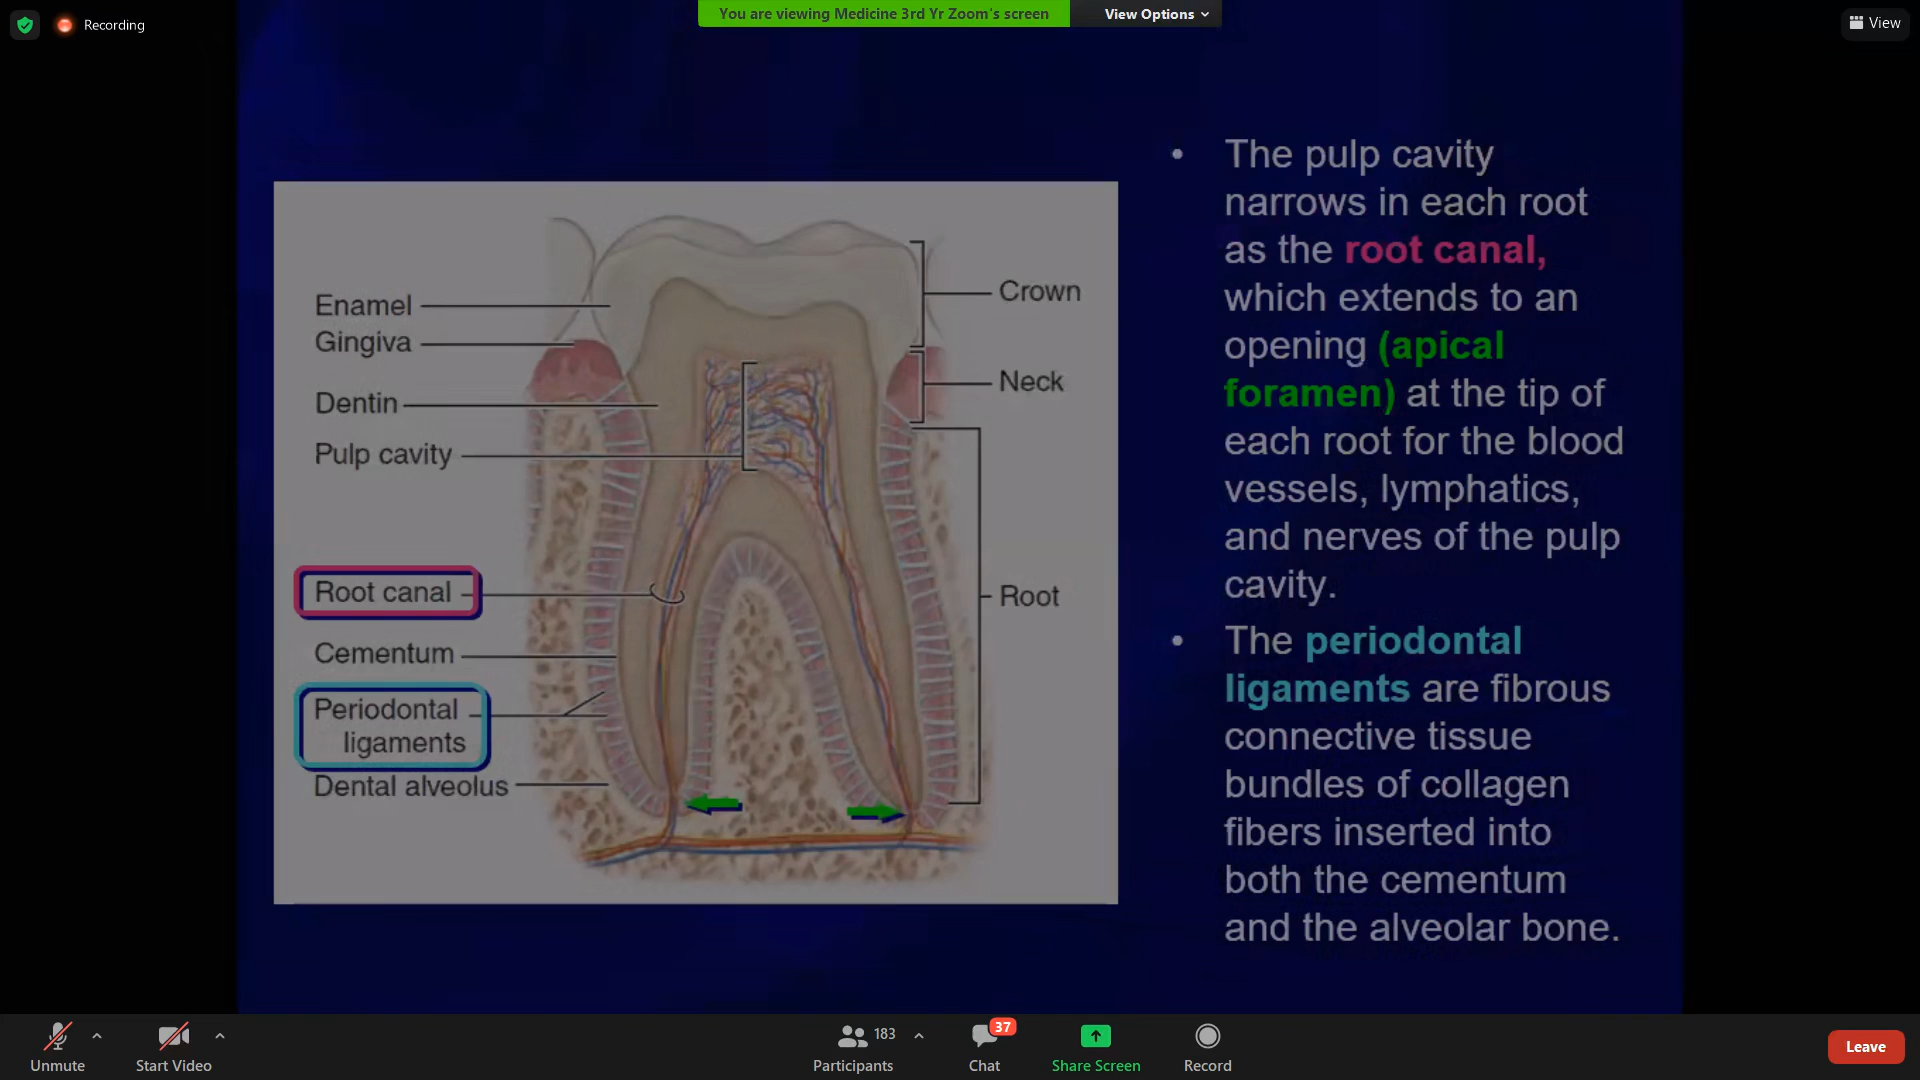 Recording
You are viewing Medicine 3rd Yr Zoom's screen
View Options
View
Enamel
Gingiva
Dentin
Pulp cavity
Root canal
Cementum
Periodontal
ligaments
Dental alveolus
Crown
Neck
Root
• The pulp cavity
narrows in each root
as the root canal,
which extends to an
opening (apical
foramen) at the tip of
each root for the blood
vessels, lymphatics,
and nerves of the pulp
cavity.
• The periodontal
ligaments are fibrous
connective tissue
bundles of collagen
fibers inserted into
both the cementum
and the alveolar bone.
Unmute
Start Video
183
Participants
37
Chat
Share Screen
Record
Leave